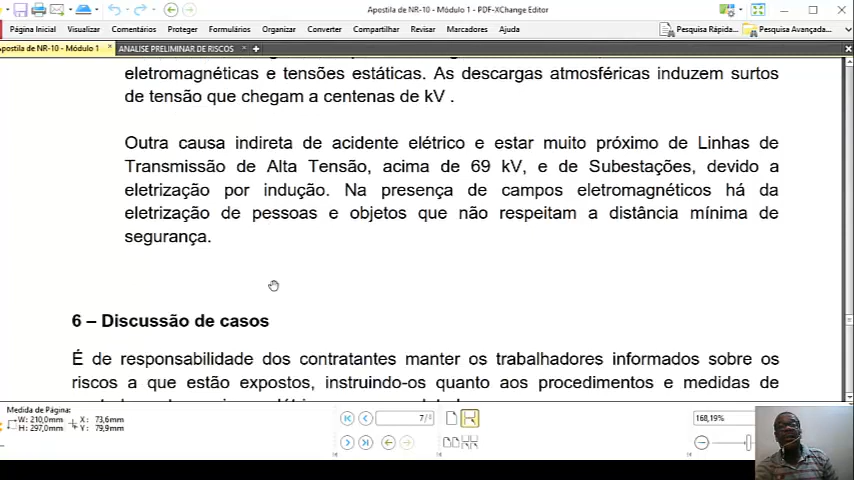 Apostila de NR-10 - Módulo 1 - PDF-XChange Editor
Página Inicial Visualizar Comentários Proteger Formulários Organizar Converter Compartilhar Revisar Marcadores Ajuda Pesquisa Rápida... Pesquisa Avançada...
Apostila de NR-10 - Módulo 1 × ANALISE PRELIMINAR DE RISCOS × +
eletromagnéticas e tensões estáticas. As descargas atmosféricas induzem surtos
de tensão que chegam a centenas de kV .
Outra causa indireta de acidente elétrico e estar muito próximo de Linhas de
Transmissão de Alta Tensão, acima de 69 kV, e de Subestações, devido a
eletrização por indução. Na presença de campos eletromagnéticos há da
eletrização de pessoas e objetos que não respeitam a distância mínima de
segurança.
6 – Discussão de casos
É de responsabilidade dos contratantes manter os trabalhadores informados sobre os
riscos a que estão expostos, instruindo-os quanto aos procedimentos e medidas de
Medida de Página:
W: 210,0mm X: 73,6mm
H: 297,0mm Y: 79,9mm
7/
168,19%